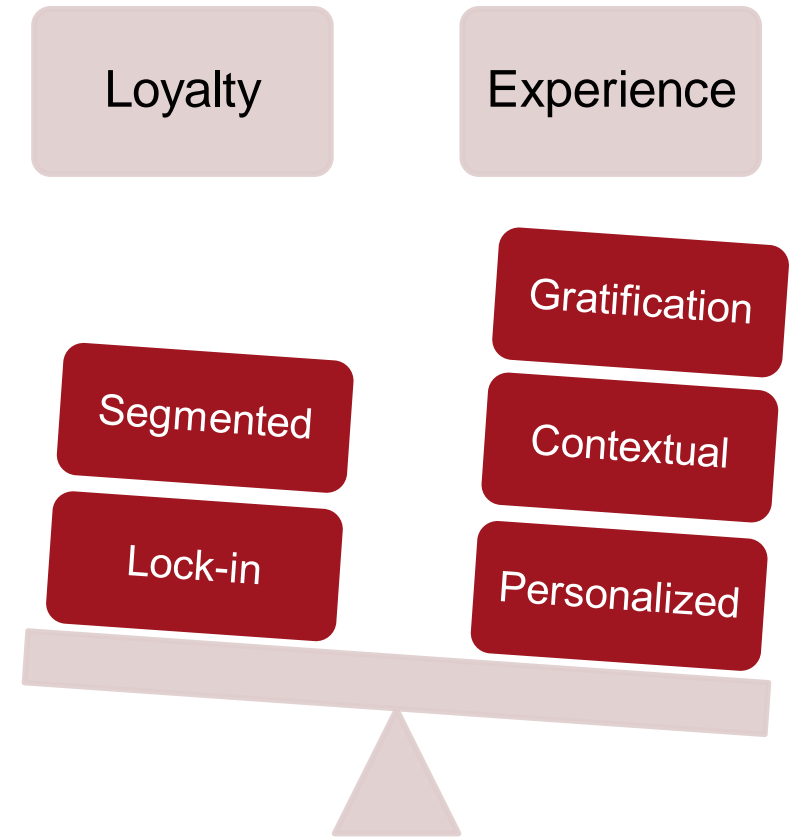 Loyalty
Experience
Gratification
Segmented
Contextual
Lock-in
Personalized